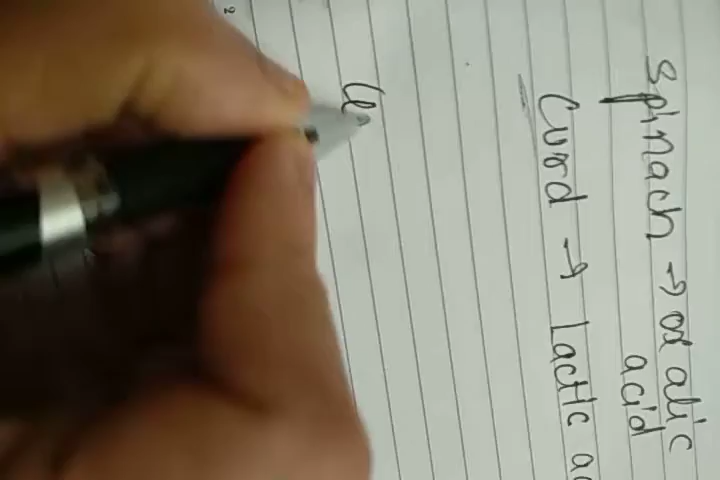 Spinach → oxalic
acid
Curd → lactic